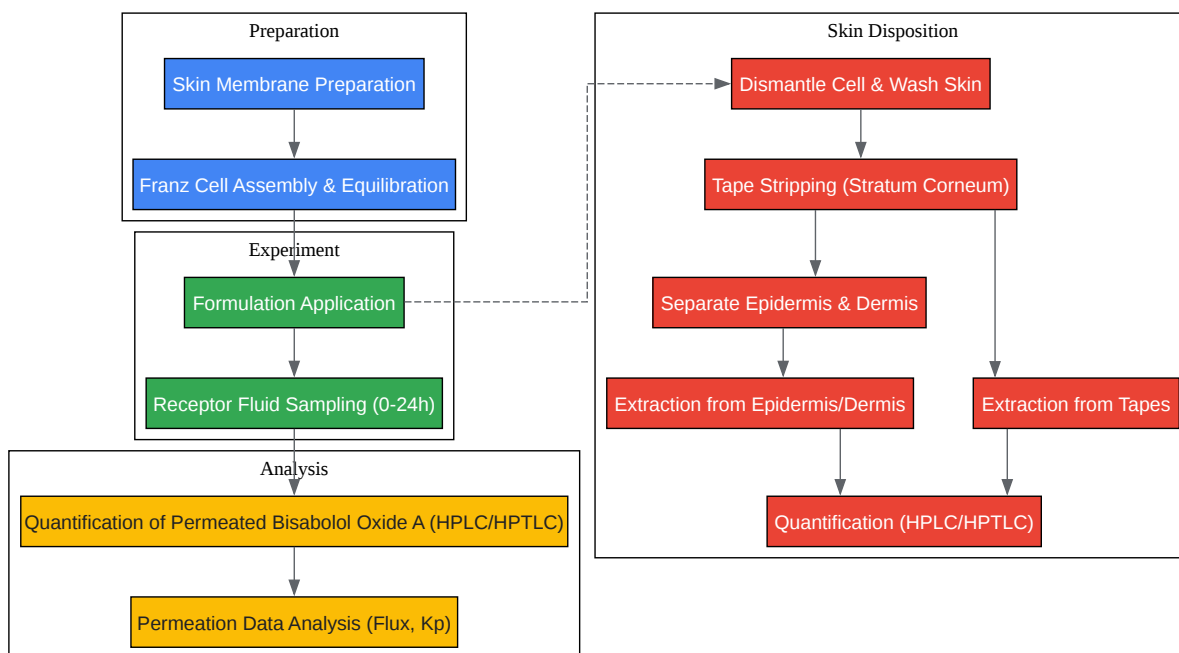 Preparation
Skin Membrane Preparation
Franz Cell Assembly & Equilibration
Experiment
Formulation Application
Receptor Fluid Sampling (0-24h)
Analysis
Quantification of Permeated Bisabolol Oxide A (HPLC/HPTLC)
Permeation Data Analysis (Flux, Kp)
Skin Disposition
Dismantle Cell & Wash Skin
Tape Stripping (Stratum Corneum)
Separate Epidermis & Dermis
Extraction from Epidermis/Dermis
Extraction from Tapes
Quantification (HPLC/HPTLC)